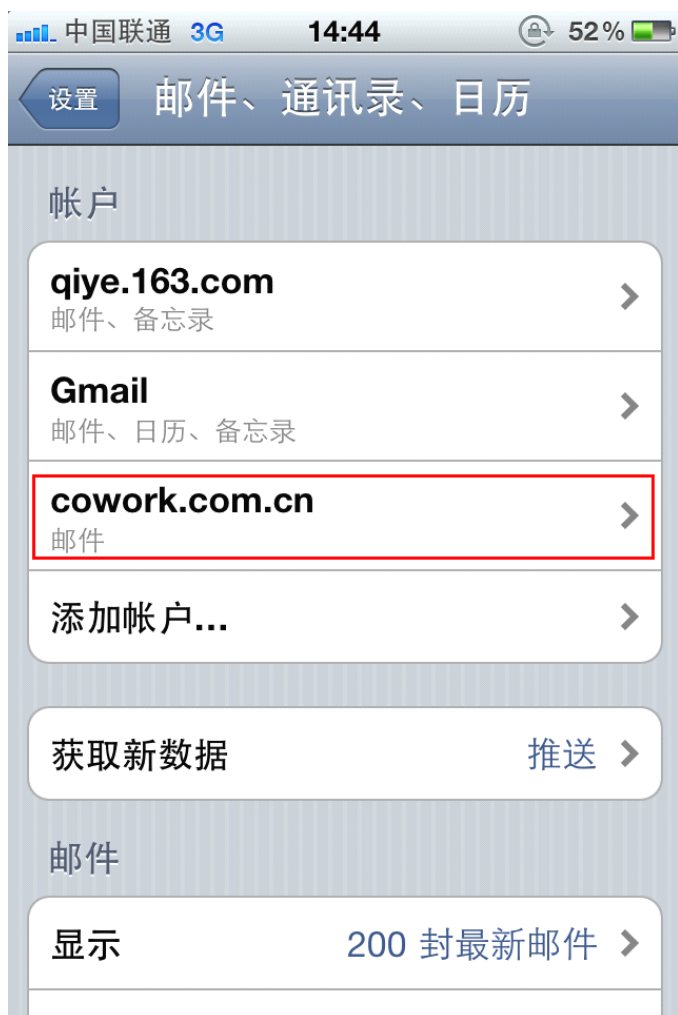 中国联通 3G 14:44 52%
设置 邮件、通讯录、日历
帐户
qiye.163.com
邮件、备忘录
Gmail
邮件、日历、备忘录
cowork.com.cn
邮件
添加帐户...
获取新数据 推送
邮件
显示 200 封最新邮件